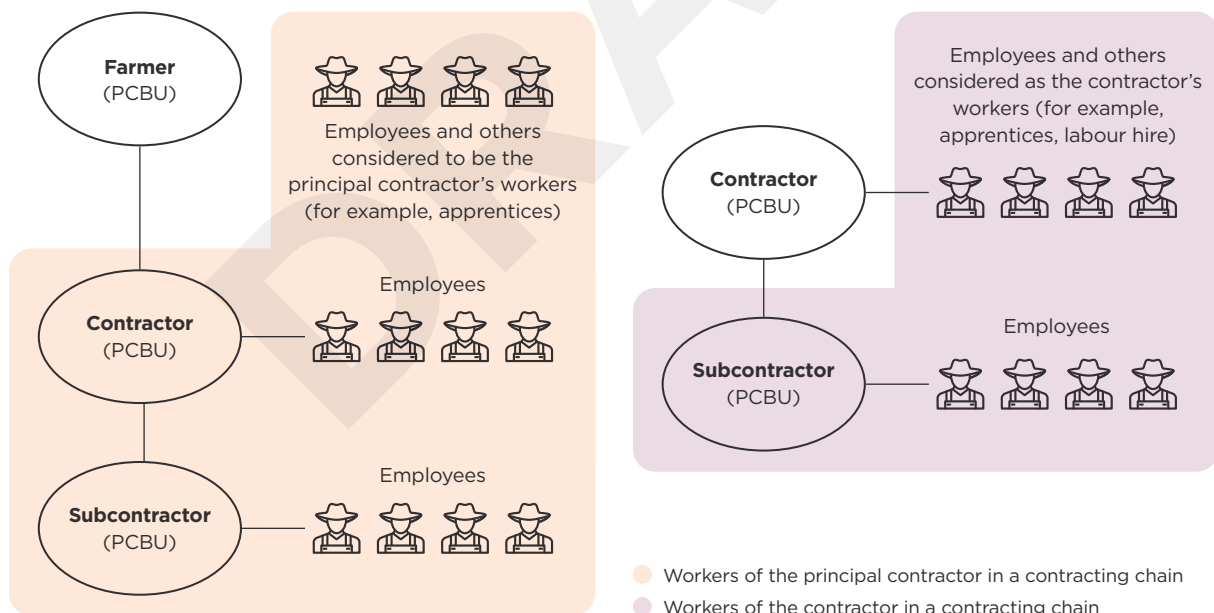 Farmer
(PCBU)
Employees and others
considered to be the
principal contractor's workers
(for example, apprentices)
Contractor
(PCBU)
Employees
Subcontractor
(PCBU)
Employees
Employees and others
considered as the contractor's
workers (for example,
apprentices, labour hire)
Contractor
(PCBU)
Subcontractor
(PCBU)
Employees
Workers of the principal contractor in a contracting chain
Workers of the contractor in a contracting chain